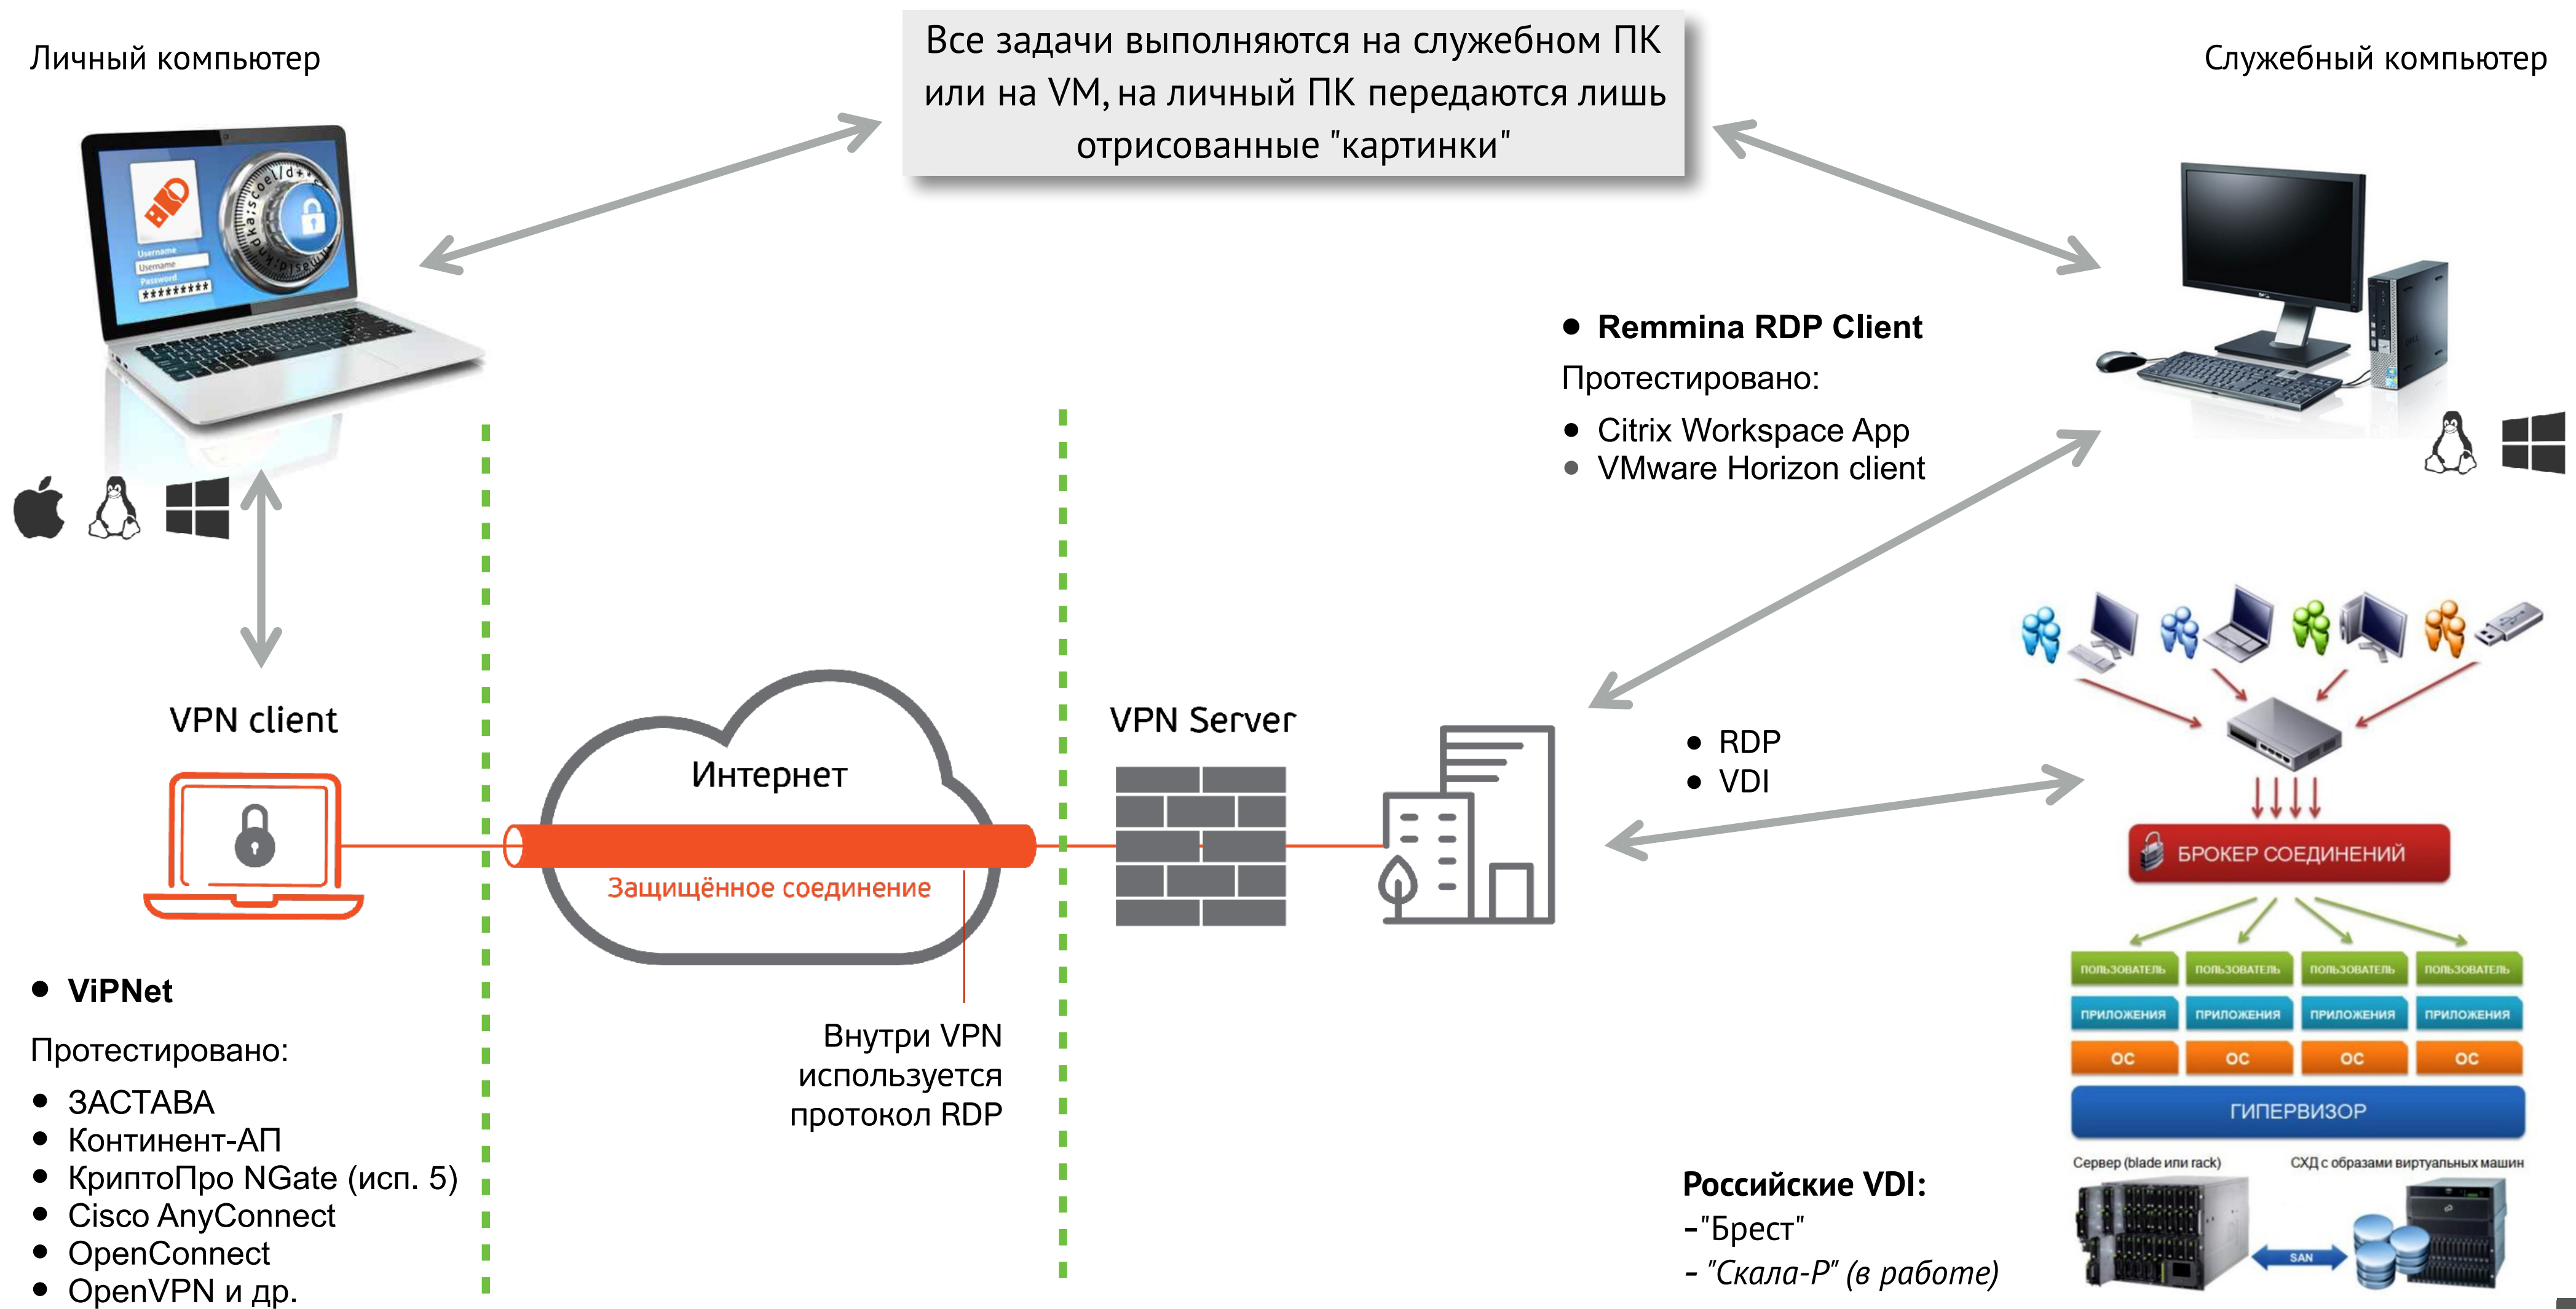 Личный компьютер
Все задачи выполняются на служебном ПК
или на VM, на личный ПК передаются лишь
отрисованные "картинки"
Служебный компьютер
Username
Username
Password
*********
• Remmina RDP Client
Протестировано:
• Citrix Workspace App
• VMware Horizon client
VPN client
Интернет
Защищённое соединение
VPN Server
• RDP
• VDI
Внутри VPN
используется
протокол RDP
• ViPNet
Протестировано:
• ЗАСТАВА
• Континент-АП
• КриптоПро NGate (исп. 5)
• Cisco AnyConnect
• OpenConnect
• OpenVPN и др.
БРОКЕР СОЕДИНЕНИЙ
ПОЛЬЗОВАТЕЛЬ ПОЛЬЗОВАТЕЛЬ ПОЛЬЗОВАТЕЛЬ ПОЛЬЗОВАТЕЛЬ
ПРИЛОЖЕНИЯ ПРИЛОЖЕНИЯ ПРИЛОЖЕНИЯ ПРИЛОЖЕНИЯ
ОС ОС ОС ОС
ГИПЕРВИЗОР
Сервер (blade или rack) СХД с образами виртуальных машин
SAN
Российские VDI:
-"Брест"
- "Скала-Р" (в работе)